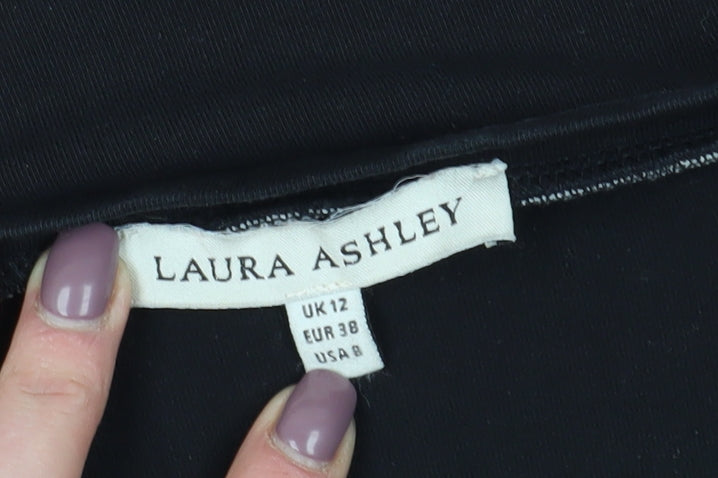 LAURA ASHLEY
UK 12
EUR 38
USA 8